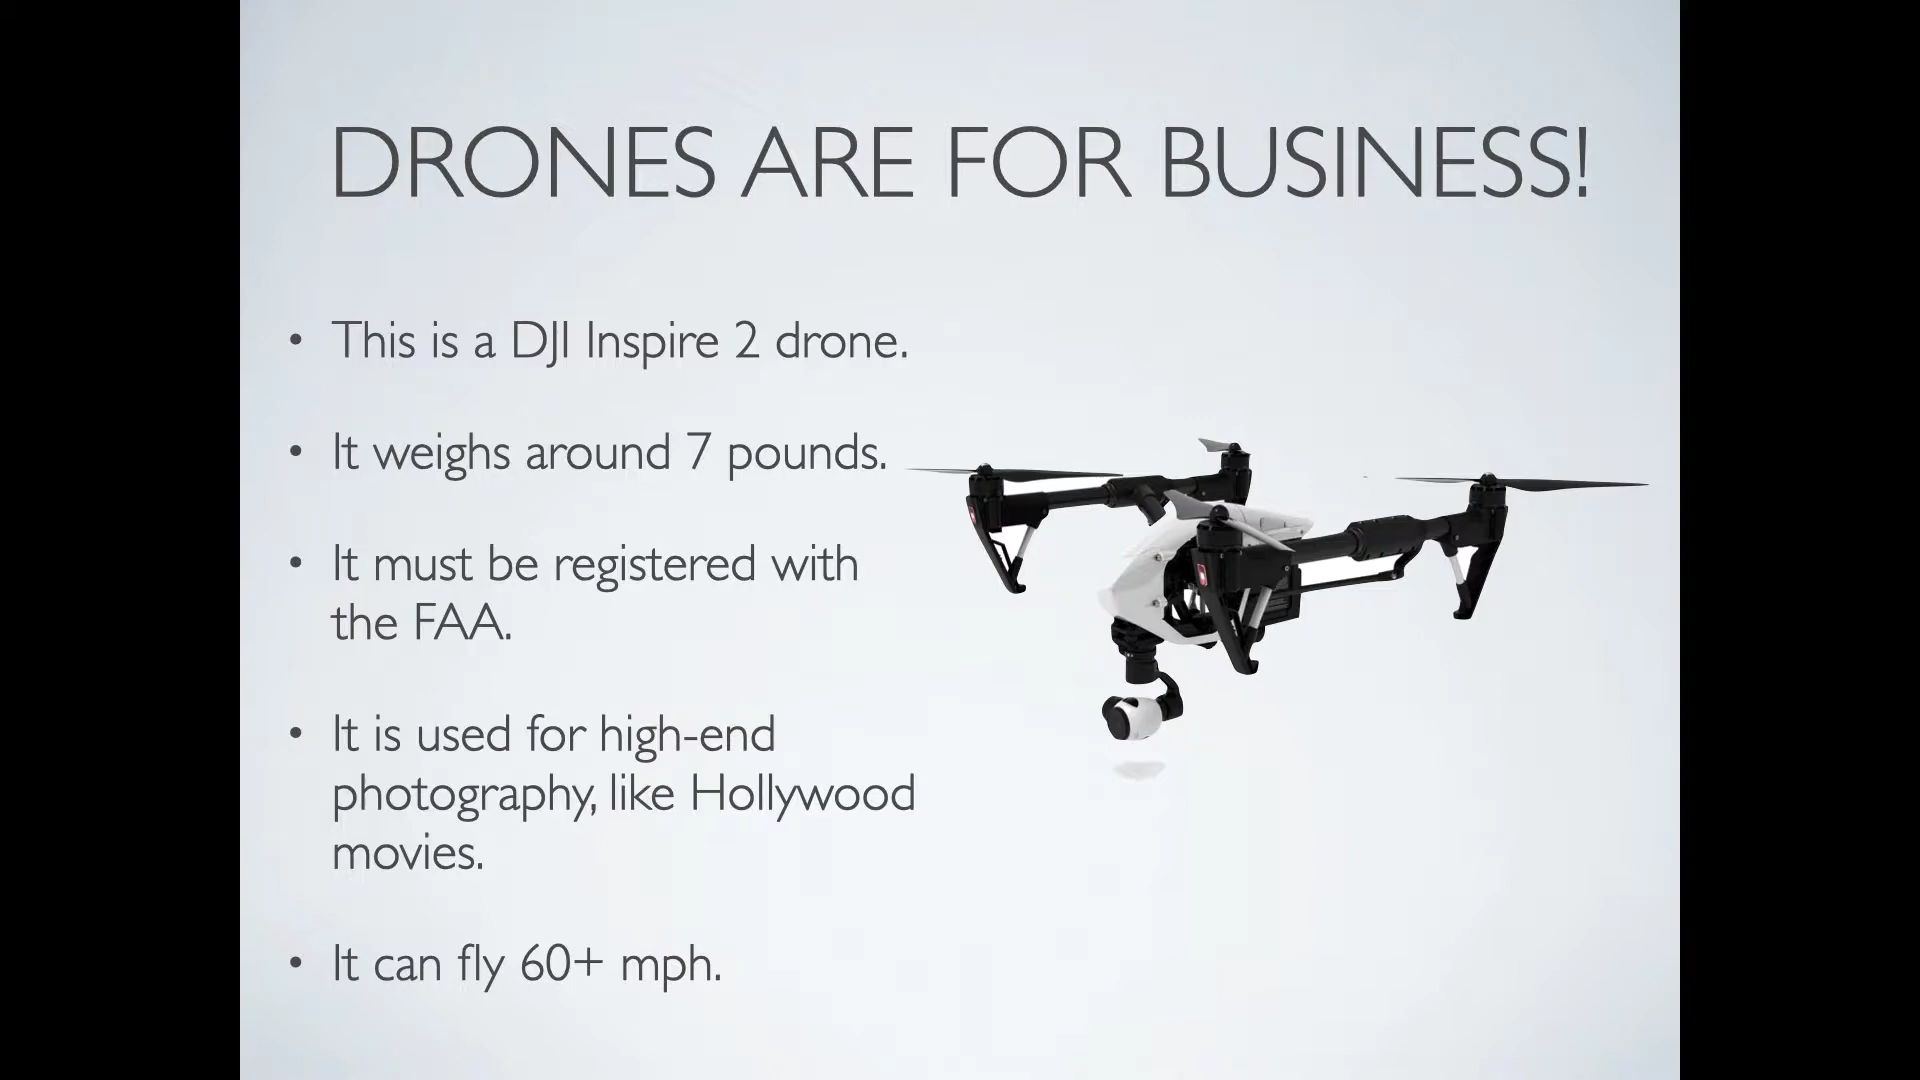 DRONES ARE FOR BUSINESS!
• This is a DJI Inspire 2 drone.
• It weighs around 7 pounds.
• It must be registered with
the FAA.
• It is used for high-end
photography, like Hollywood
movies.
• It can fly 60+ mph.